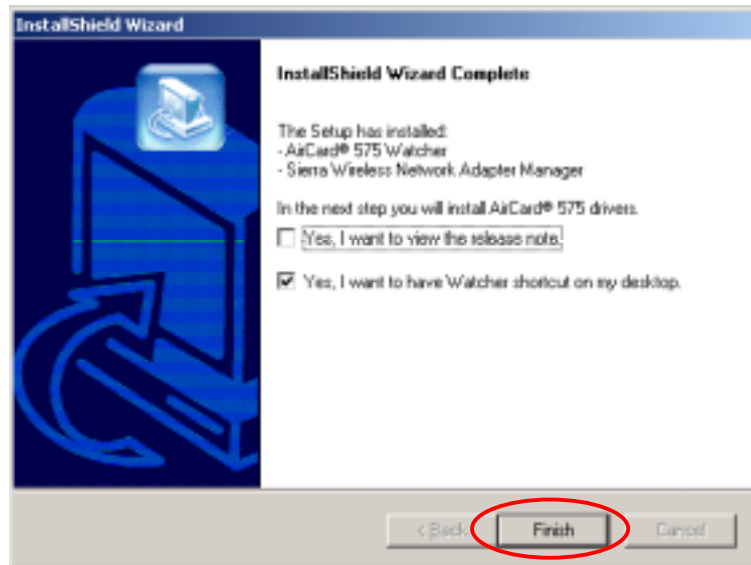 InstallShield Wizard
InstallShield Wizard Complete
The Setup has installed:
- AirCard® 575 Watcher
- Sierra Wireless Network Adapter Manager
In the next step you will install AirCard® 575 drivers.
Yes, I want to view the release note.
Yes, I want to have Watcher shortcut on my desktop.
< Back
Finish
Cancel